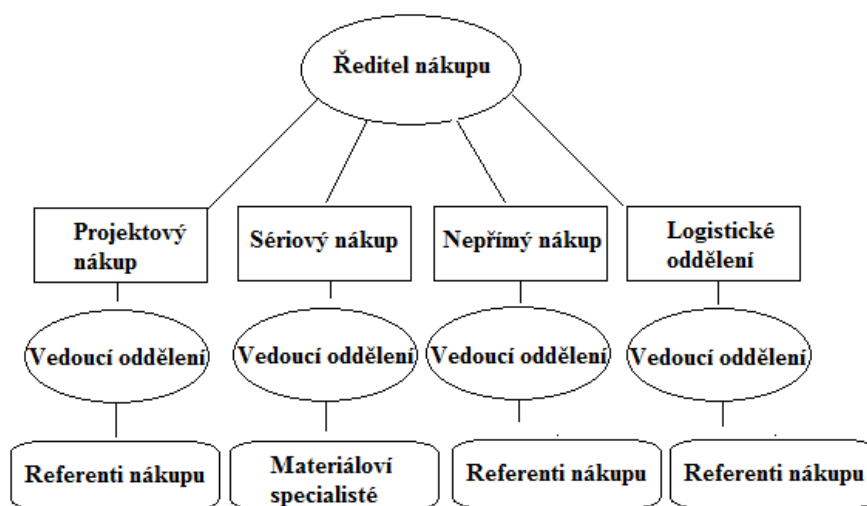 Ředitel nákupu
Projektový
nákup
Sériový nákup
Nepřímý nákup
Logistické
oddělení
Vedoucí oddělení
Vedoucí oddělení
Vedoucí oddělení
Vedoucí oddělení
Referenti nákupu
Materiáloví
specialisté
Referenti nákupu
Referenti nákupu